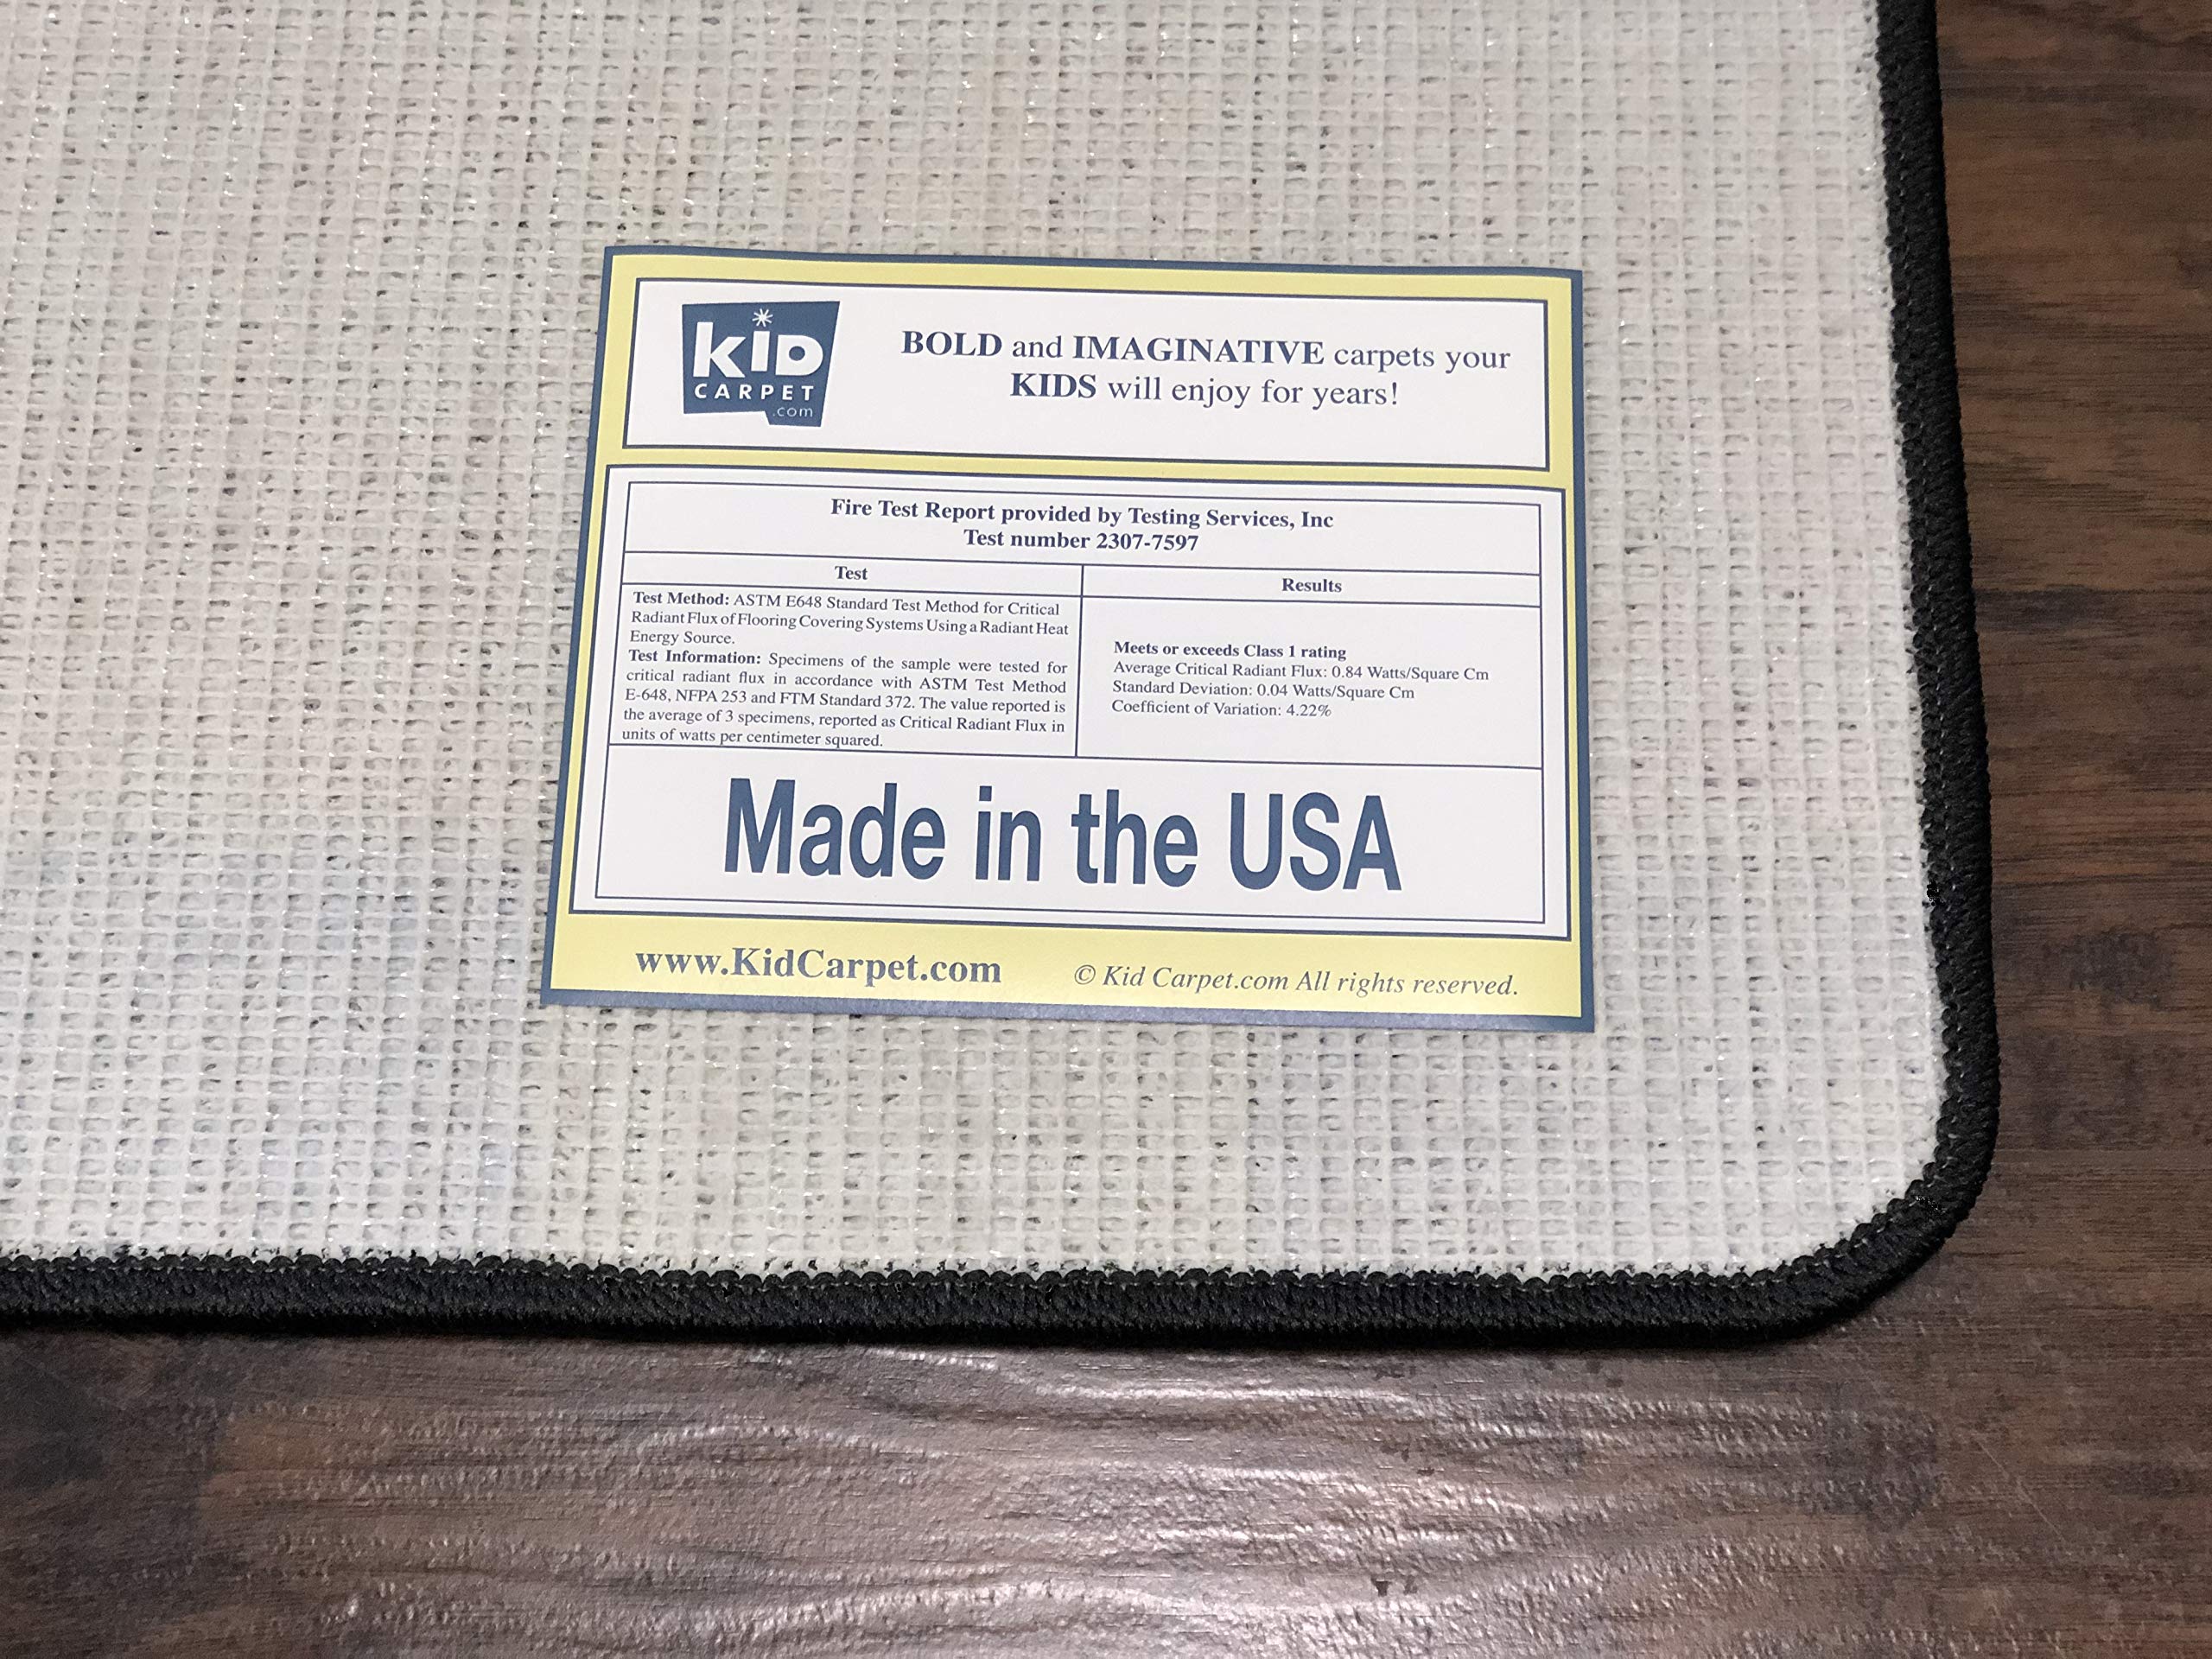 kid
CARPET
.com
BOLD and IMAGINATIVE carpets your
KIDS will enjoy for years!
Fire Test Report provided by Testing Services, Inc
Test number 2307-7597
Test
Results
Test Method: ASTM E648 Standard Test Method for Critical
Radiant Flux of Flooring Covering Systems Using a Radiant Heat
Energy Source.
Test Information: Specimens of the sample were tested for
critical radiant flux in accordance with ASTM Test Method
E-648, NFPA 253 and FTM Standard 372. The value reported is
the average of 3 specimens, reported as Critical Radiant Flux in
units of watts per centimeter squared.
Meets or exceeds Class 1 rating
Average Critical Radiant Flux: 0.84 Watts/Square Cm
Standard Deviation: 0.04 Watts/Square Cm
Coefficient of Variation: 4.22%
Made in the USA
www.KidCarpet.com
© Kid Carpet.com All rights reserved.